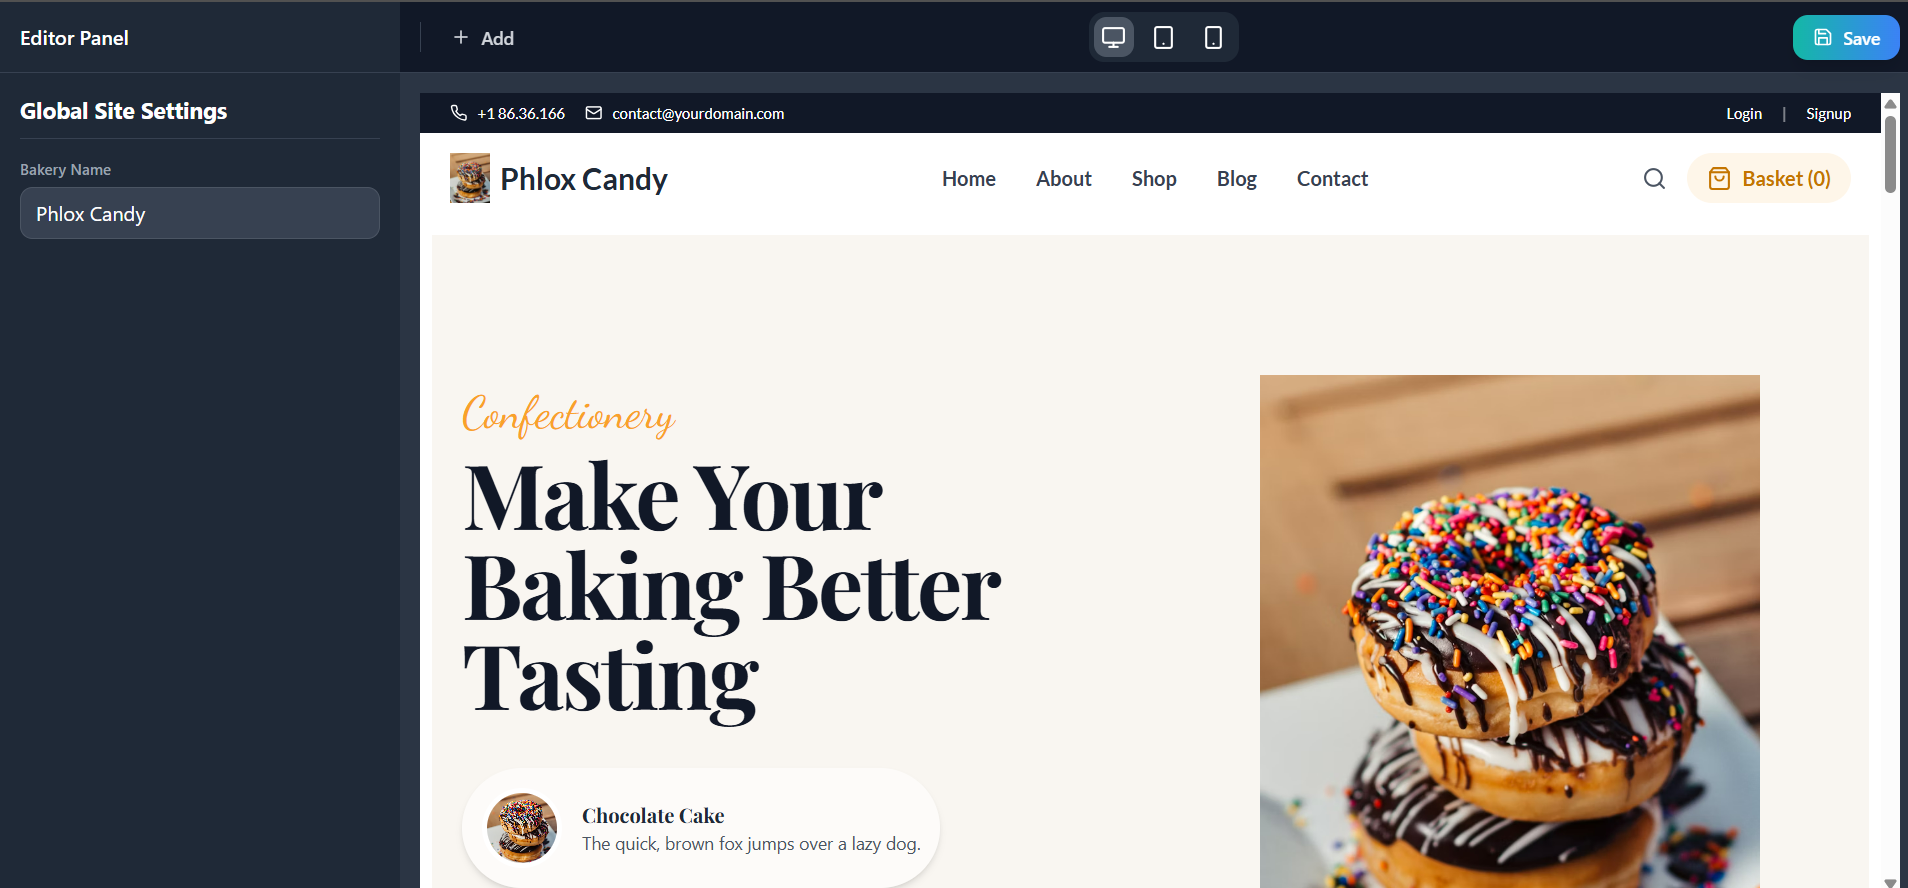 Editor Panel
Add
Save
Global Site Settings
Bakery Name
Phlox Candy
+1 86.36.166
contact@yourdomain.com
Login | Signup
Phlox Candy
Home
About
Shop
Blog
Contact
Basket (0)
Confectionery
Make Your
Baking Better
Tasting
Chocolate Cake
The quick, brown fox jumps over a lazy dog.